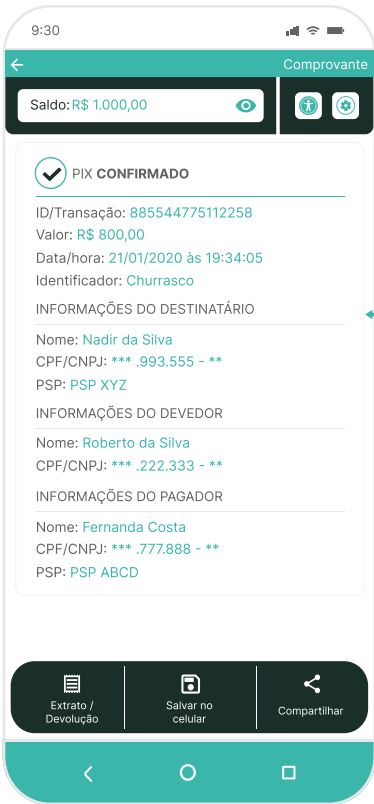 9:30
Comprovante
Saldo: R$ 1.000,00
PIX CONFIRMADO
ID/Transação: 885544775112258
Valor: R$ 800,00
Data/hora: 21/01/2020 às 19:34:05
Identificador: Churrasco
INFORMAÇÕES DO DESTINATÁRIO
Nome: Nadir da Silva
CPF/CNPJ: *** .993.555 - **
PSP: PSP XYZ
INFORMAÇÕES DO DEVEDOR
Nome: Roberto da Silva
CPF/CNPJ: *** .222.333 - **
INFORMAÇÕES DO PAGADOR
Nome: Fernanda Costa
CPF/CNPJ: *** .777.888 - **
PSP: PSP ABCD
Extrato /
Devolução
Salvar no
celular
Compartilhar